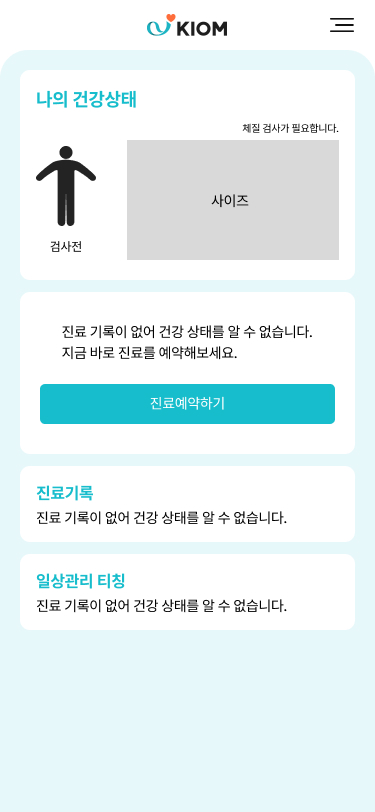 KIOM
나의 건강상태
체질 검사가 필요합니다.
사이즈
검사전
진료 기록이 없어 건강 상태를 알 수 없습니다.
지금 바로 진료를 예약해보세요.
진료예약하기
진료기록
진료 기록이 없어 건강 상태를 알 수 없습니다.
일상관리 티칭
진료 기록이 없어 건강 상태를 알 수 없습니다.